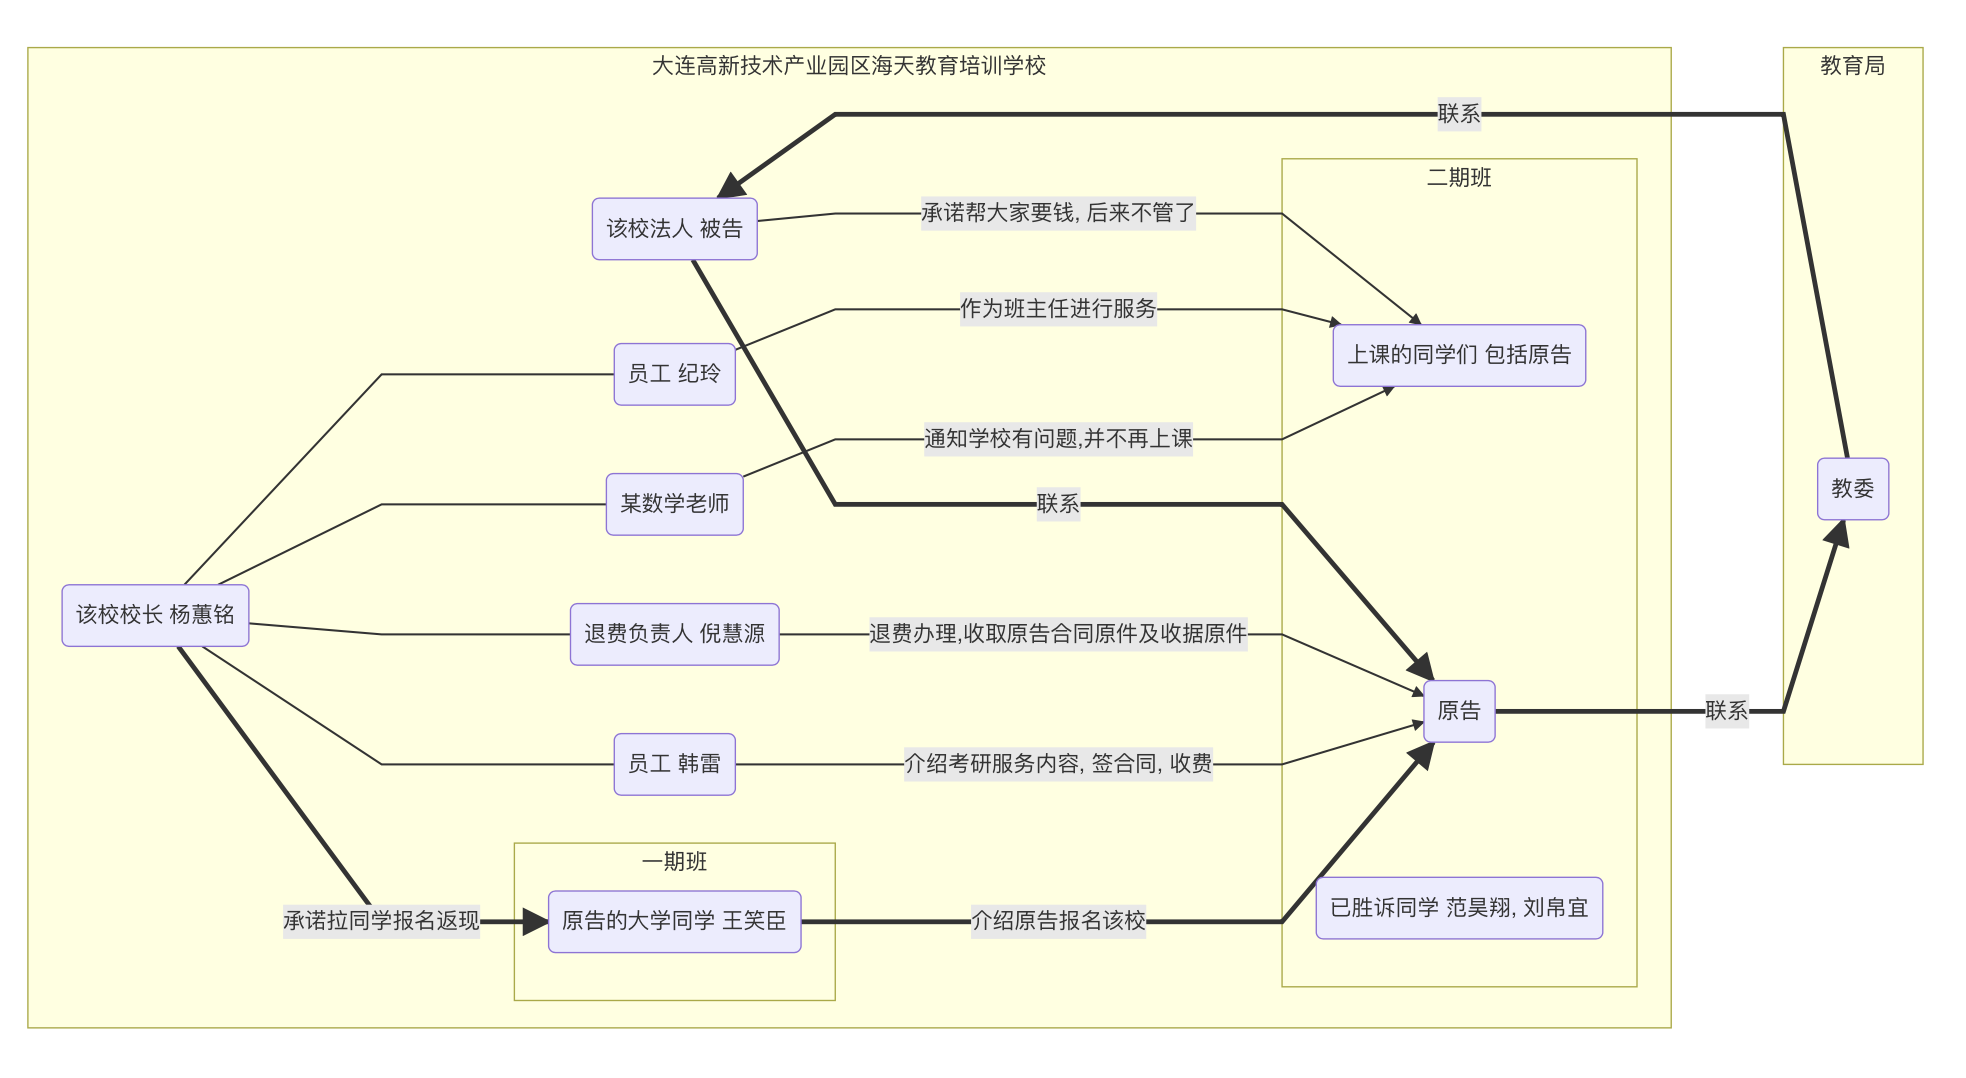 大连高新技术产业园区海天教育培训学校
教育局
联系
二期班
该校法人 被告
承诺帮大家要钱, 后来不管了
作为班主任进行服务
上课的同学们 包括原告
员工 纪玲
通知学校有问题,并不再上课
某数学老师
联系
教委
该校校长 杨蕙铭
退费负责人 倪慧源
退费办理,收取原告合同原件及收据原件
原告
联系
员工 韩雷
介绍考研服务内容, 签合同, 收费
一期班
承诺拉同学报名返现
原告的大学同学 王笑臣
介绍原告报名该校
已胜诉同学 范昊翔, 刘帛宜